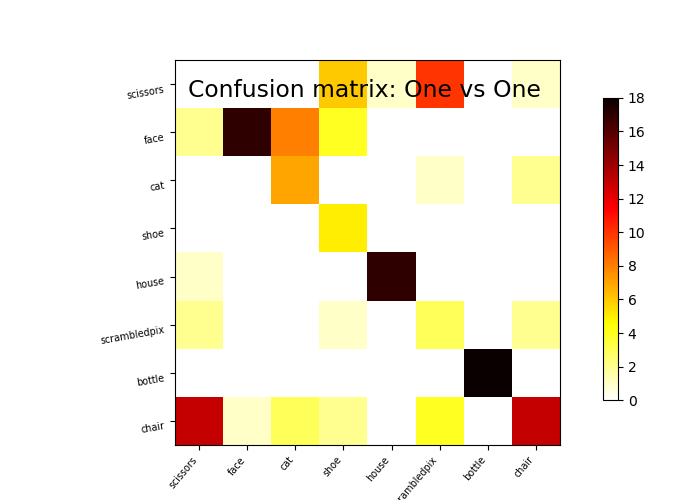 Confusion matrix: One vs One
scissors
face
cat
shoe
house
scrambledpix
bottle
chair
scissors
face
cat
shoe
house
rambledpix
bottle
chair
18
16
14
12
10
8
6
4
2
0